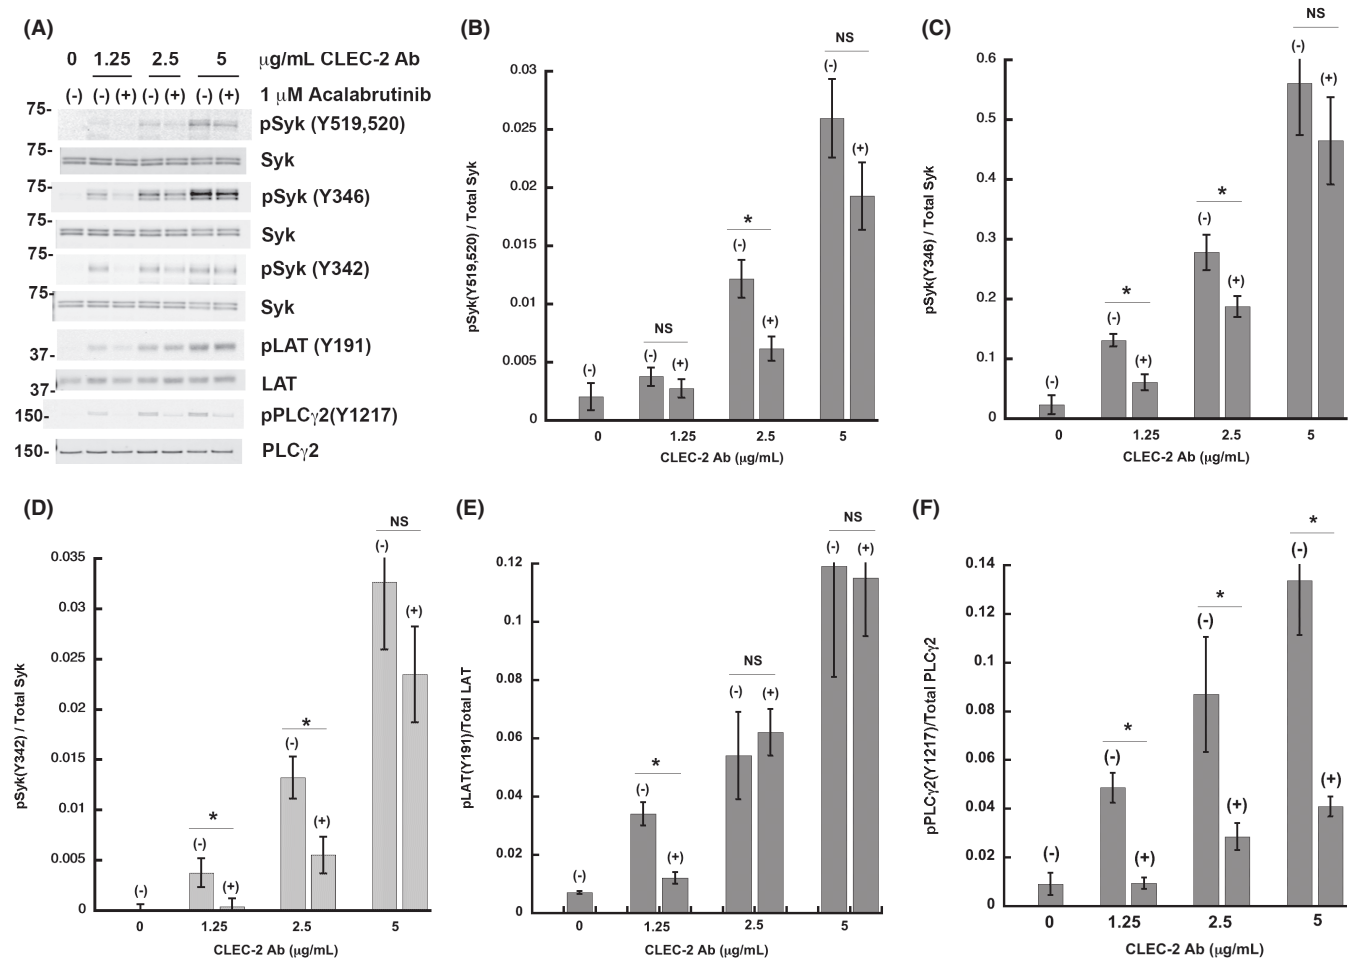 (A)
0 1.25 2.5 5 μg/mL CLEC-2 Ab
(-) (-) (+) (-) (+) (-) (+) 1 μM Acalabrutinib
75- pSyk (Y519,520)
75- Syk
75- pSyk (Y346)
75- Syk
75- pSyk (Y342)
75- Syk
37- pLAT (Y191)
37- LAT
150- pPLCγ2(Y1217)
150- PLCγ2
(B)
pSyk(Y519,520) / Total Syk
0.03
0.025
0.02
0.015
0.01
0.005
0
NS
(-)
(+)
*
(-)
(+)
NS
(-)
(+)
(-)
0 1.25 2.5 5
CLEC-2 Ab (μg/mL)
(C)
pSyk(Y346) / Total Syk
0.6
0.5
0.4
0.3
0.2
0.1
0
NS
(-)
(+)
*
(-)
(+)
*
(-)
(+)
(-)
0 1.25 2.5 5
CLEC-2 Ab (μg/mL)
(D)
pSyk(Y342) / Total Syk
0.035
0.03
0.025
0.02
0.015
0.01
0.005
0
NS
(-)
(+)
*
(-)
(+)
*
(-)
(+)
(-)
0 1.25 2.5 5
CLEC-2 Ab (μg/mL)
(E)
pLAT(Y191)/Total LAT
0.12
0.1
0.08
0.06
0.04
0.02
0
NS
(-) (+)
NS
(-) (+)
*
(-)
(+)
(-)
0 1.25 2.5 5
CLEC-2 Ab (μg/mL)
(F)
pPLCγ2(Y1217)/Total PLCγ2
0.14
0.12
0.1
0.08
0.06
0.04
0.02
0
*
(-)
(+)
*
(-)
(+)
*
(-)
(+)
(-)
0 1.25 2.5 5
CLEC-2 Ab (μg/mL)